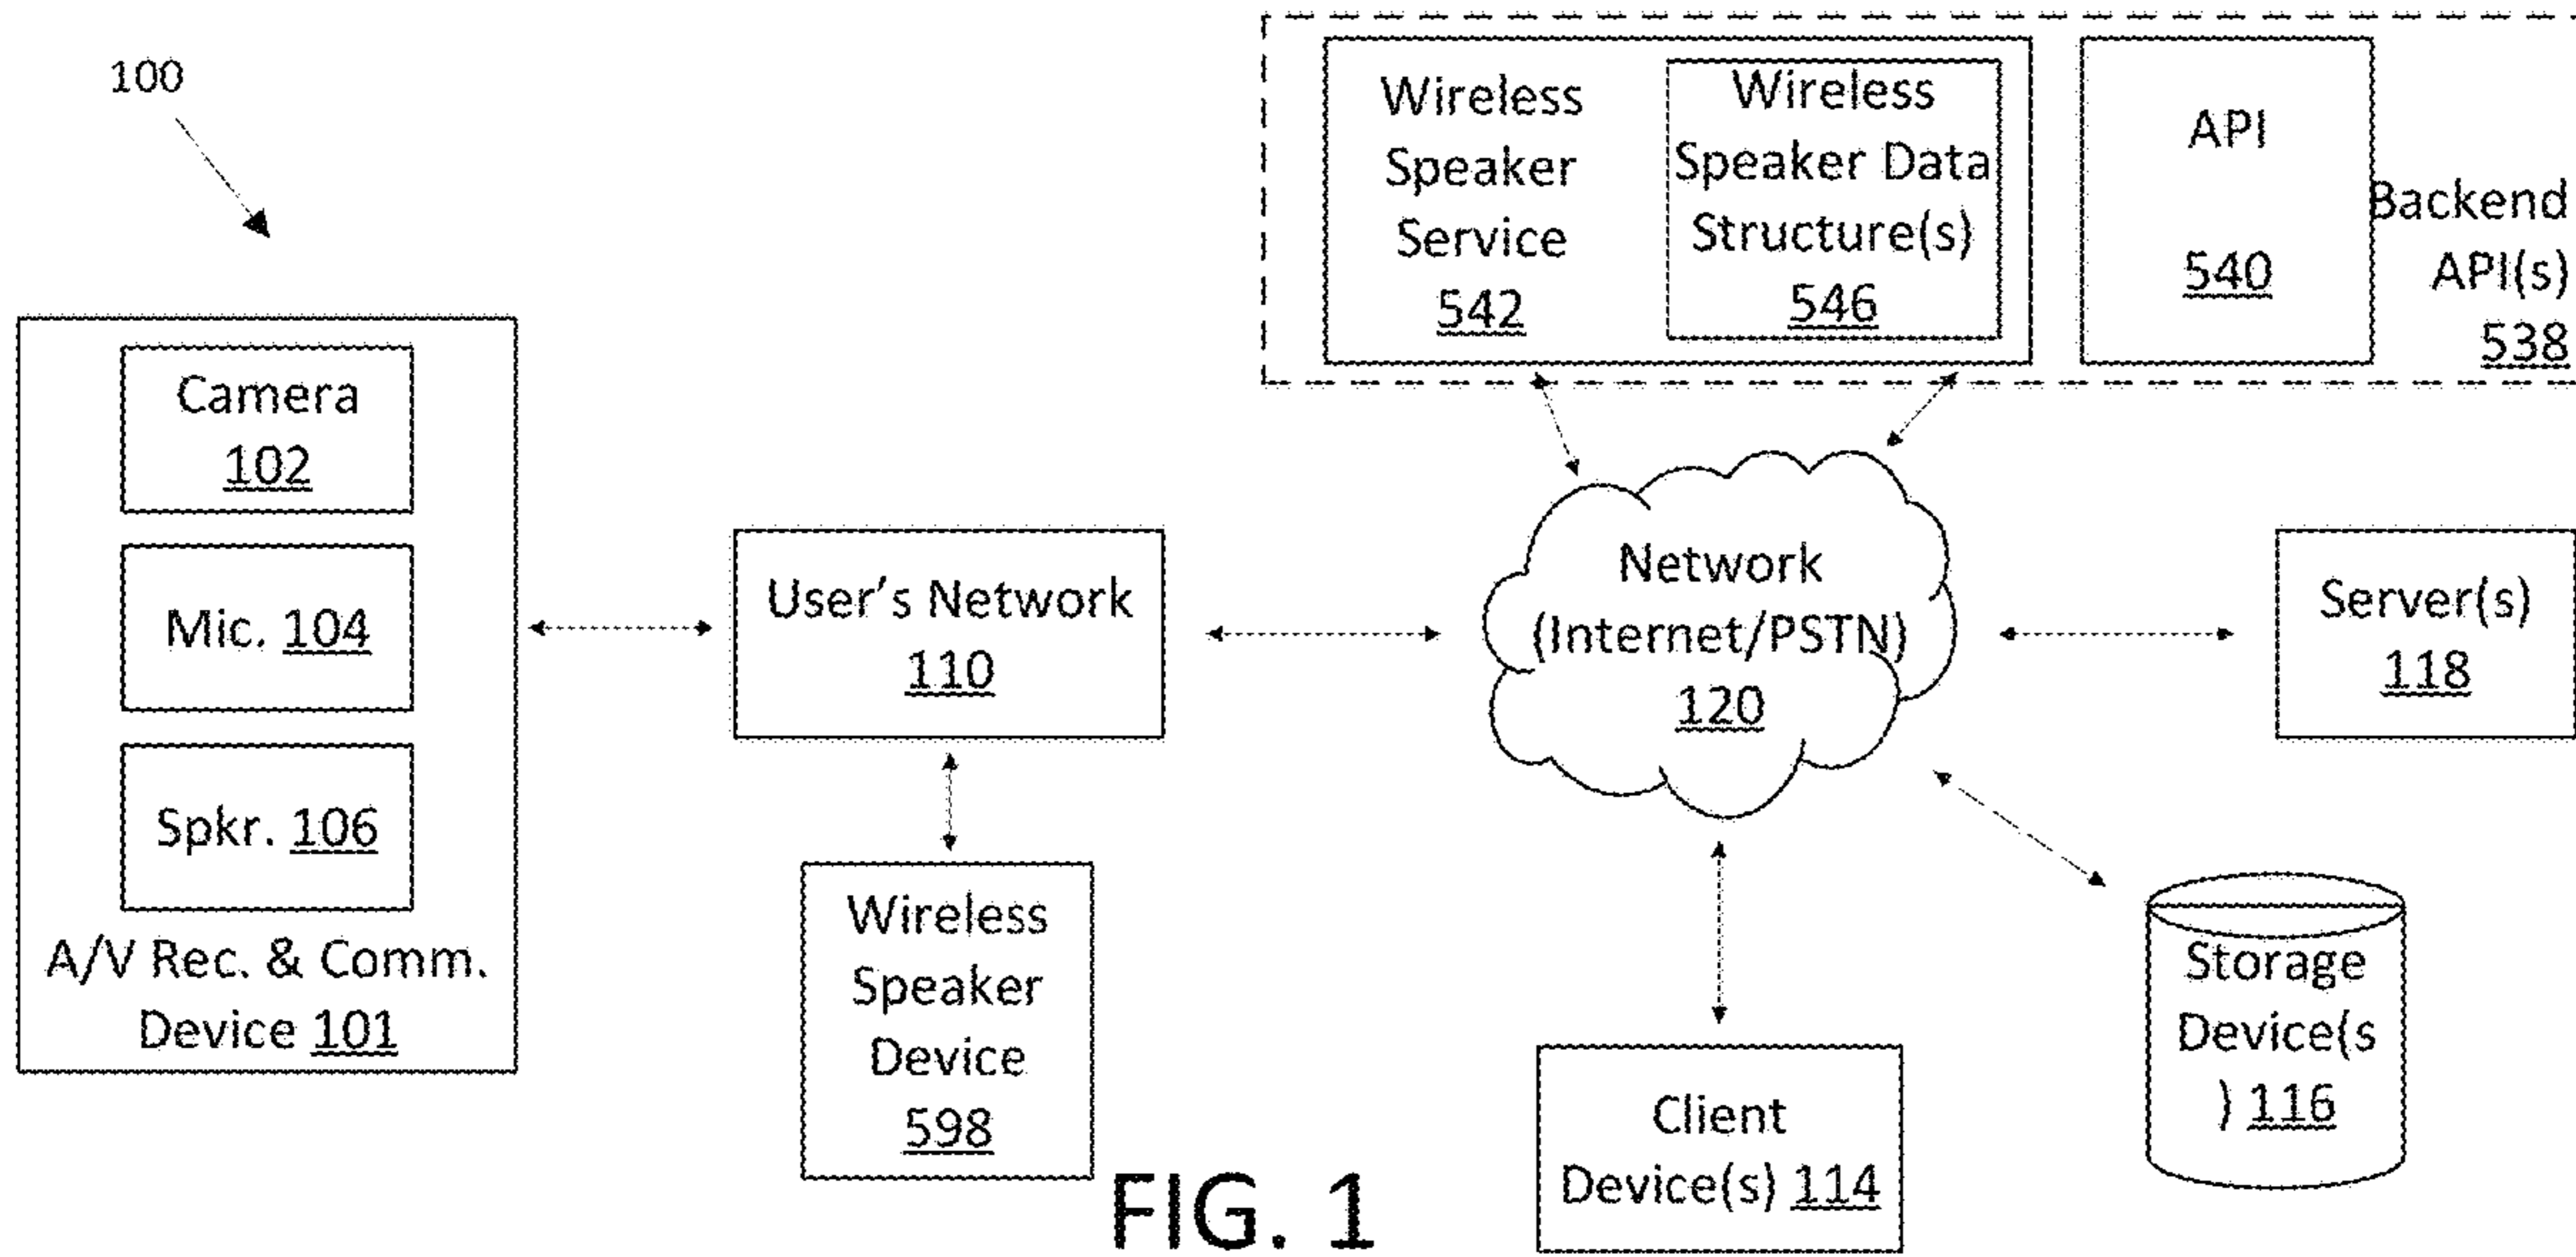 100
Camera
102
Mic. 104
Spkr. 106
A/V Rec. & Comm.
Device 101
User's Network
110
Wireless
Speaker
Device
598
Wireless
Speaker
Service
542
Wireless
Speaker Data
Structure(s)
546
API
540
Backend
API(s)
538
Network
(Internet/PSTN)
120
Server(s)
118
Storage
Device(s
) 116
Client
Device(s) 114
FIG. 1